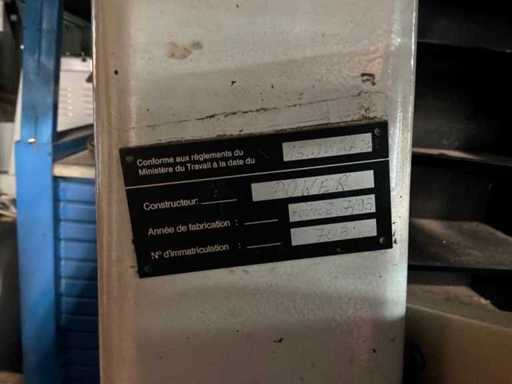 Conforme aux règlements du
Ministère du Travail à la date du
Constructeur: POWER
Année de fabrication :
N° d'immatriculation :